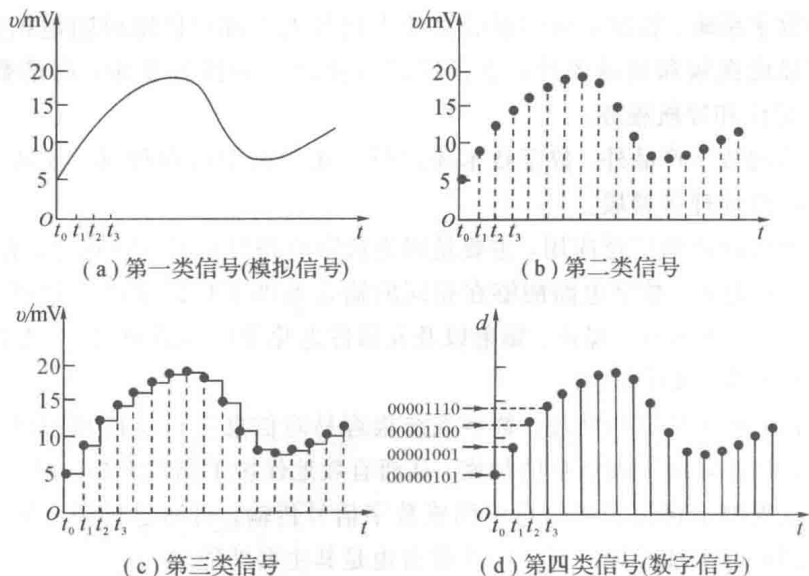 υ/mV
20
15
10
5
O
t₀ t₁ t₂ t₃
t
(a) 第一类信号(模拟信号)
υ/mV
20
15
10
5
O
t₀ t₁ t₂ t₃
t
(b) 第二类信号
υ/mV
20
15
10
5
O
t₀ t₁ t₂ t₃
t
(c) 第三类信号
d
00001110
00001001
00000101
O
t₀ t₁ t₂ t₃
t
(d) 第四类信号(数字信号)